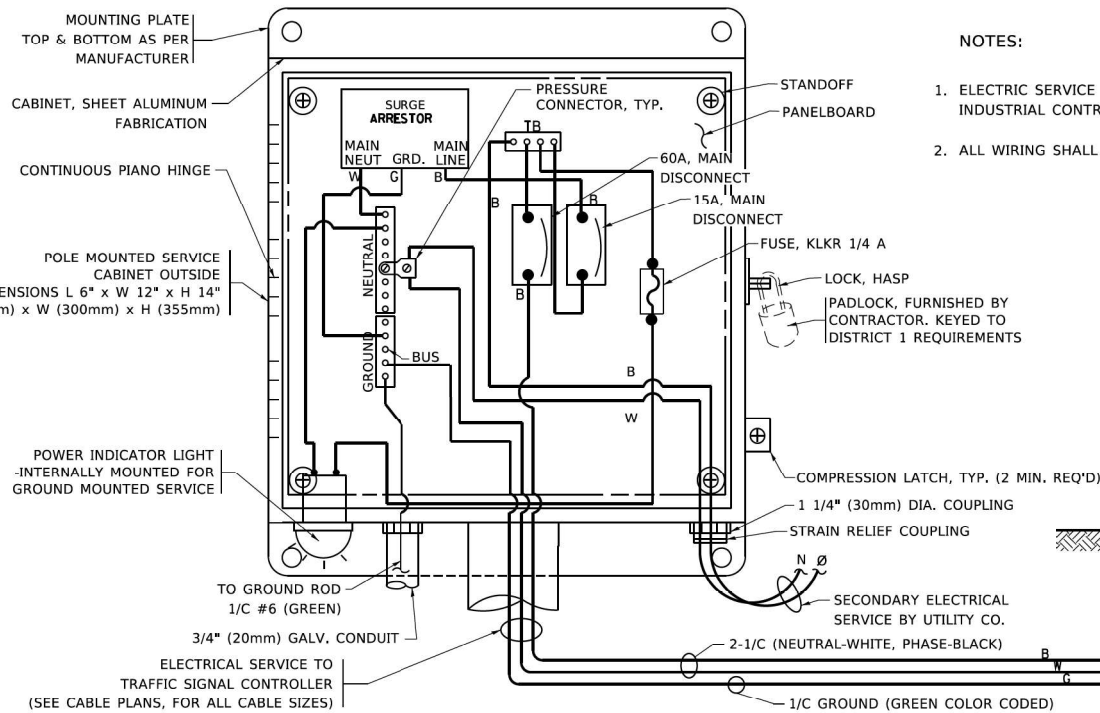 MOUNTING PLATE
TOP & BOTTOM AS PER
MANUFACTURER
CABINET, SHEET ALUMINUM
FABRICATION
CONTINUOUS PIANO HINGE
POLE MOUNTED SERVICE
CABINET OUTSIDE
ENSIONS L 6" x W 12" x H 14"
m) x W (300mm) x H (355mm)
POWER INDICATOR LIGHT
-INTERNALLY MOUNTED FOR
GROUND MOUNTED SERVICE
SURGE
ARRESTOR
MAIN
NEUT
GRD.
MAIN
LINE
W
G
B
PRESSURE
CONNECTOR, TYP.
TB
60A, MAIN
DISCONNECT
15A, MAIN
DISCONNECT
B
B
B
NEUTRAL
GROUND
BUS
B
W
STANDOFF
PANELBOARD
FUSE, KLKR 1/4 A
LOCK, HASP
PADLOCK, FURNISHED BY
CONTRACTOR. KEYED TO
DISTRICT 1 REQUIREMENTS
COMPRESSION LATCH, TYP. (2 MIN. REQ'D)
1 1/4" (30mm) DIA. COUPLING
STRAIN RELIEF COUPLING
N Ø
SECONDARY ELECTRICAL
SERVICE BY UTILITY CO.
TO GROUND ROD
1/C #6 (GREEN)
3/4" (20mm) GALV. CONDUIT
ELECTRICAL SERVICE TO
TRAFFIC SIGNAL CONTROLLER
(SEE CABLE PLANS, FOR ALL CABLE SIZES)
2-1/C (NEUTRAL-WHITE, PHASE-BLACK)
B
W
G
1/C GROUND (GREEN COLOR CODED)
NOTES:
1. ELECTRIC SERVICE
INDUSTRIAL CONTR
2. ALL WIRING SHALL